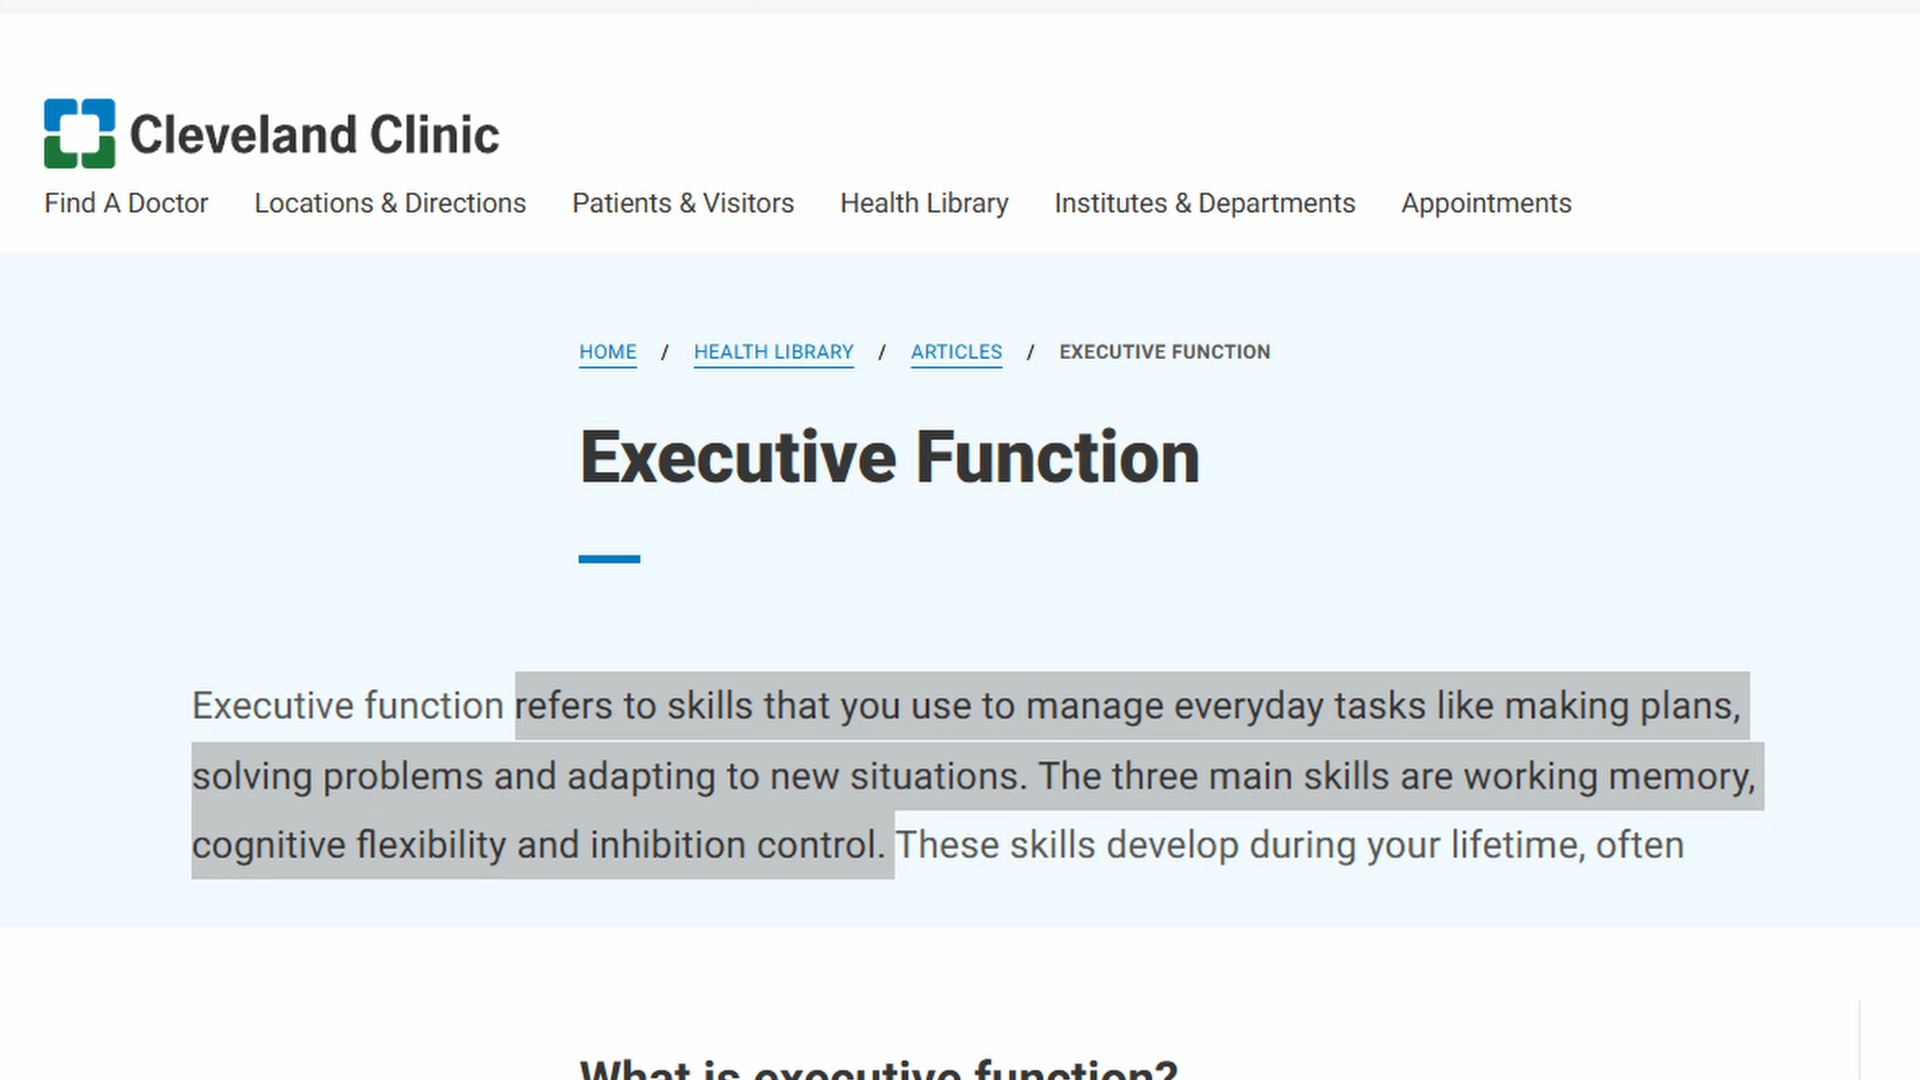 Cleveland Clinic
Find A Doctor Locations & Directions Patients & Visitors Health Library Institutes & Departments Appointments
HOME / HEALTH LIBRARY / ARTICLES / EXECUTIVE FUNCTION
Executive Function
Executive function refers to skills that you use to manage everyday tasks like making plans,
solving problems and adapting to new situations. The three main skills are working memory,
cognitive flexibility and inhibition control. These skills develop during your lifetime, often
What is executive function?